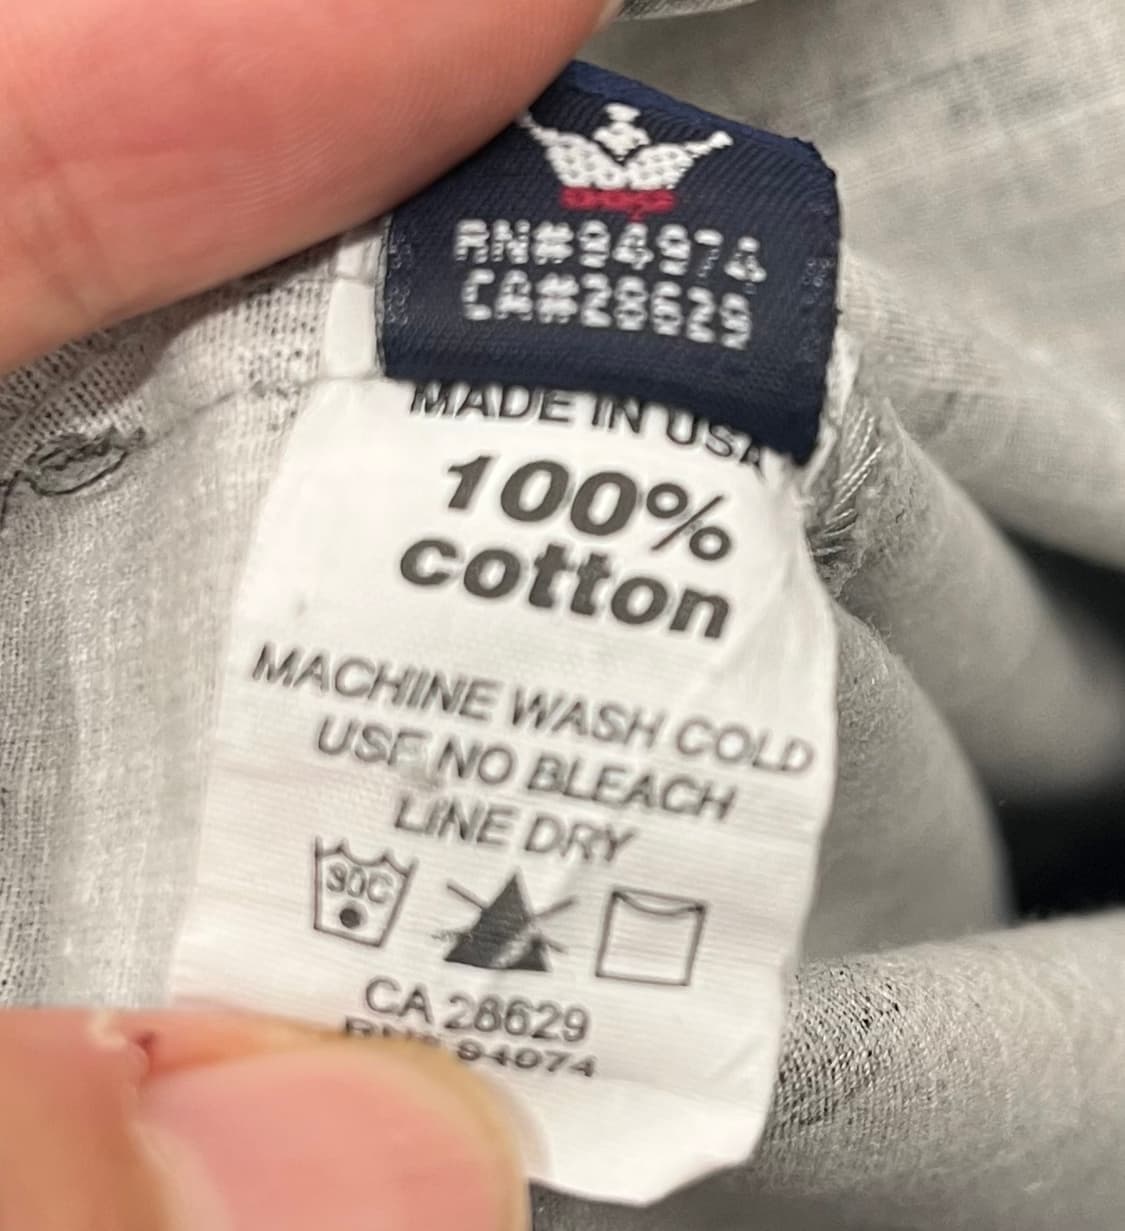 RN#94974
CA#28629
MADE IN USA
100%
cotton
MACHINE WASH COLD
USE NO BLEACH
LINE DRY
30C
CA 28629
94974